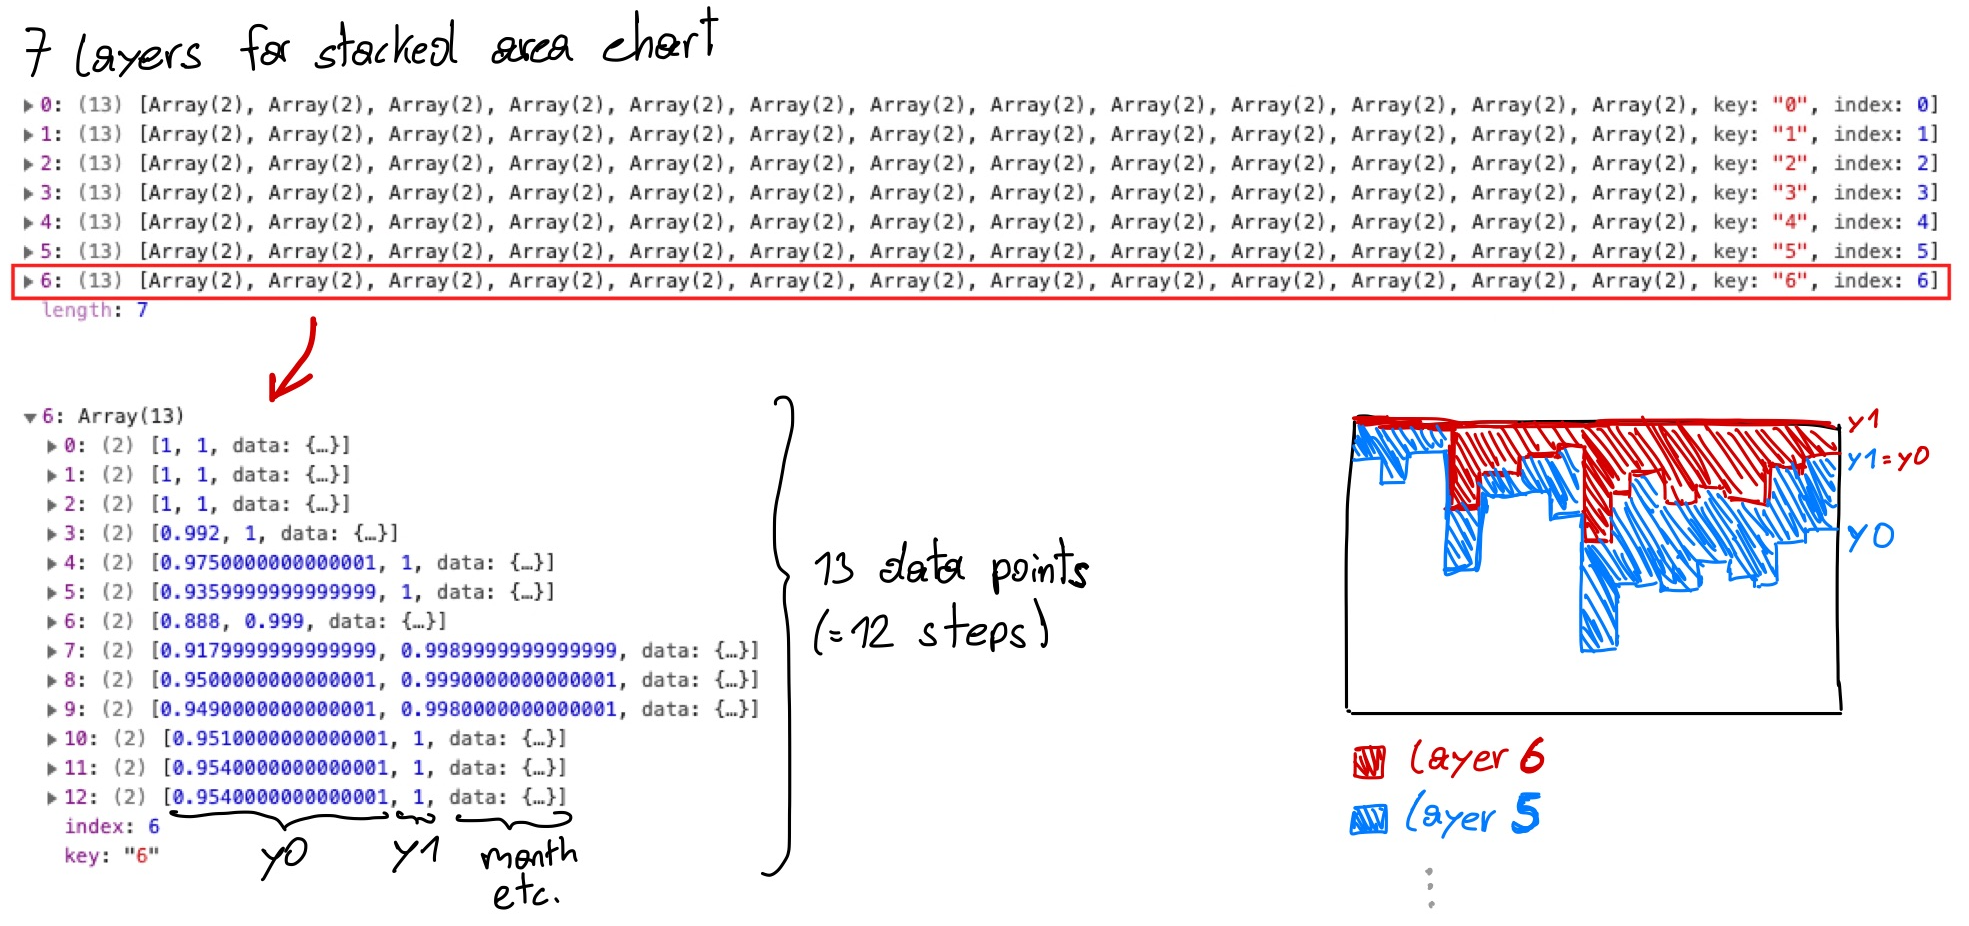 7 layers for stacked area chart
▶0: (13) [Array(2), Array(2), Array(2), Array(2), Array(2), Array(2), Array(2), Array(2), Array(2), Array(2), Array(2), Array(2), Array(2), key: "0", index: 0]
▶1: (13) [Array(2), Array(2), Array(2), Array(2), Array(2), Array(2), Array(2), Array(2), Array(2), Array(2), Array(2), Array(2), Array(2), key: "1", index: 1]
▶2: (13) [Array(2), Array(2), Array(2), Array(2), Array(2), Array(2), Array(2), Array(2), Array(2), Array(2), Array(2), Array(2), Array(2), key: "2", index: 2]
▶3: (13) [Array(2), Array(2), Array(2), Array(2), Array(2), Array(2), Array(2), Array(2), Array(2), Array(2), Array(2), Array(2), Array(2), key: "3", index: 3]
▶4: (13) [Array(2), Array(2), Array(2), Array(2), Array(2), Array(2), Array(2), Array(2), Array(2), Array(2), Array(2), Array(2), Array(2), key: "4", index: 4]
▶5: (13) [Array(2), Array(2), Array(2), Array(2), Array(2), Array(2), Array(2), Array(2), Array(2), Array(2), Array(2), Array(2), Array(2), key: "5", index: 5]
▶6: (13) [Array(2), Array(2), Array(2), Array(2), Array(2), Array(2), Array(2), Array(2), Array(2), Array(2), Array(2), Array(2), Array(2), key: "6", index: 6]
length: 7
▼6: Array(13)
▶0: (2) [1, 1, data: {…}]
▶1: (2) [1, 1, data: {…}]
▶2: (2) [1, 1, data: {…}]
▶3: (2) [0.992, 1, data: {…}]
▶4: (2) [0.9750000000000001, 1, data: {…}]
▶5: (2) [0.9359999999999999, 1, data: {…}]
▶6: (2) [0.888, 0.999, data: {…}]
▶7: (2) [0.9179999999999999, 0.9989999999999999, data: {…}]
▶8: (2) [0.9500000000000001, 0.9990000000000001, data: {…}]
▶9: (2) [0.9490000000000001, 0.9980000000000001, data: {…}]
▶10: (2) [0.9510000000000001, 1, data: {…}]
▶11: (2) [0.9540000000000001, 1, data: {…}]
▶12: (2) [0.9540000000000001, 1, data: {…}]
index: 6
key: "6"
y0
y1
month
etc.
13 data points
(=12 steps)
y1
y1=y0
y0
layer 6
layer 5